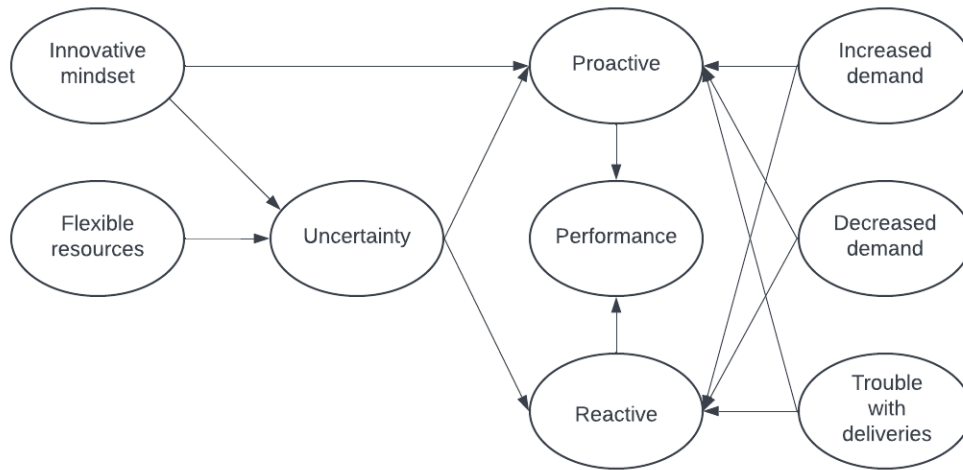 Innovative
mindset
Proactive
Increased
demand
Flexible
resources
Uncertainty
Performance
Decreased
demand
Reactive
Trouble
with
deliveries